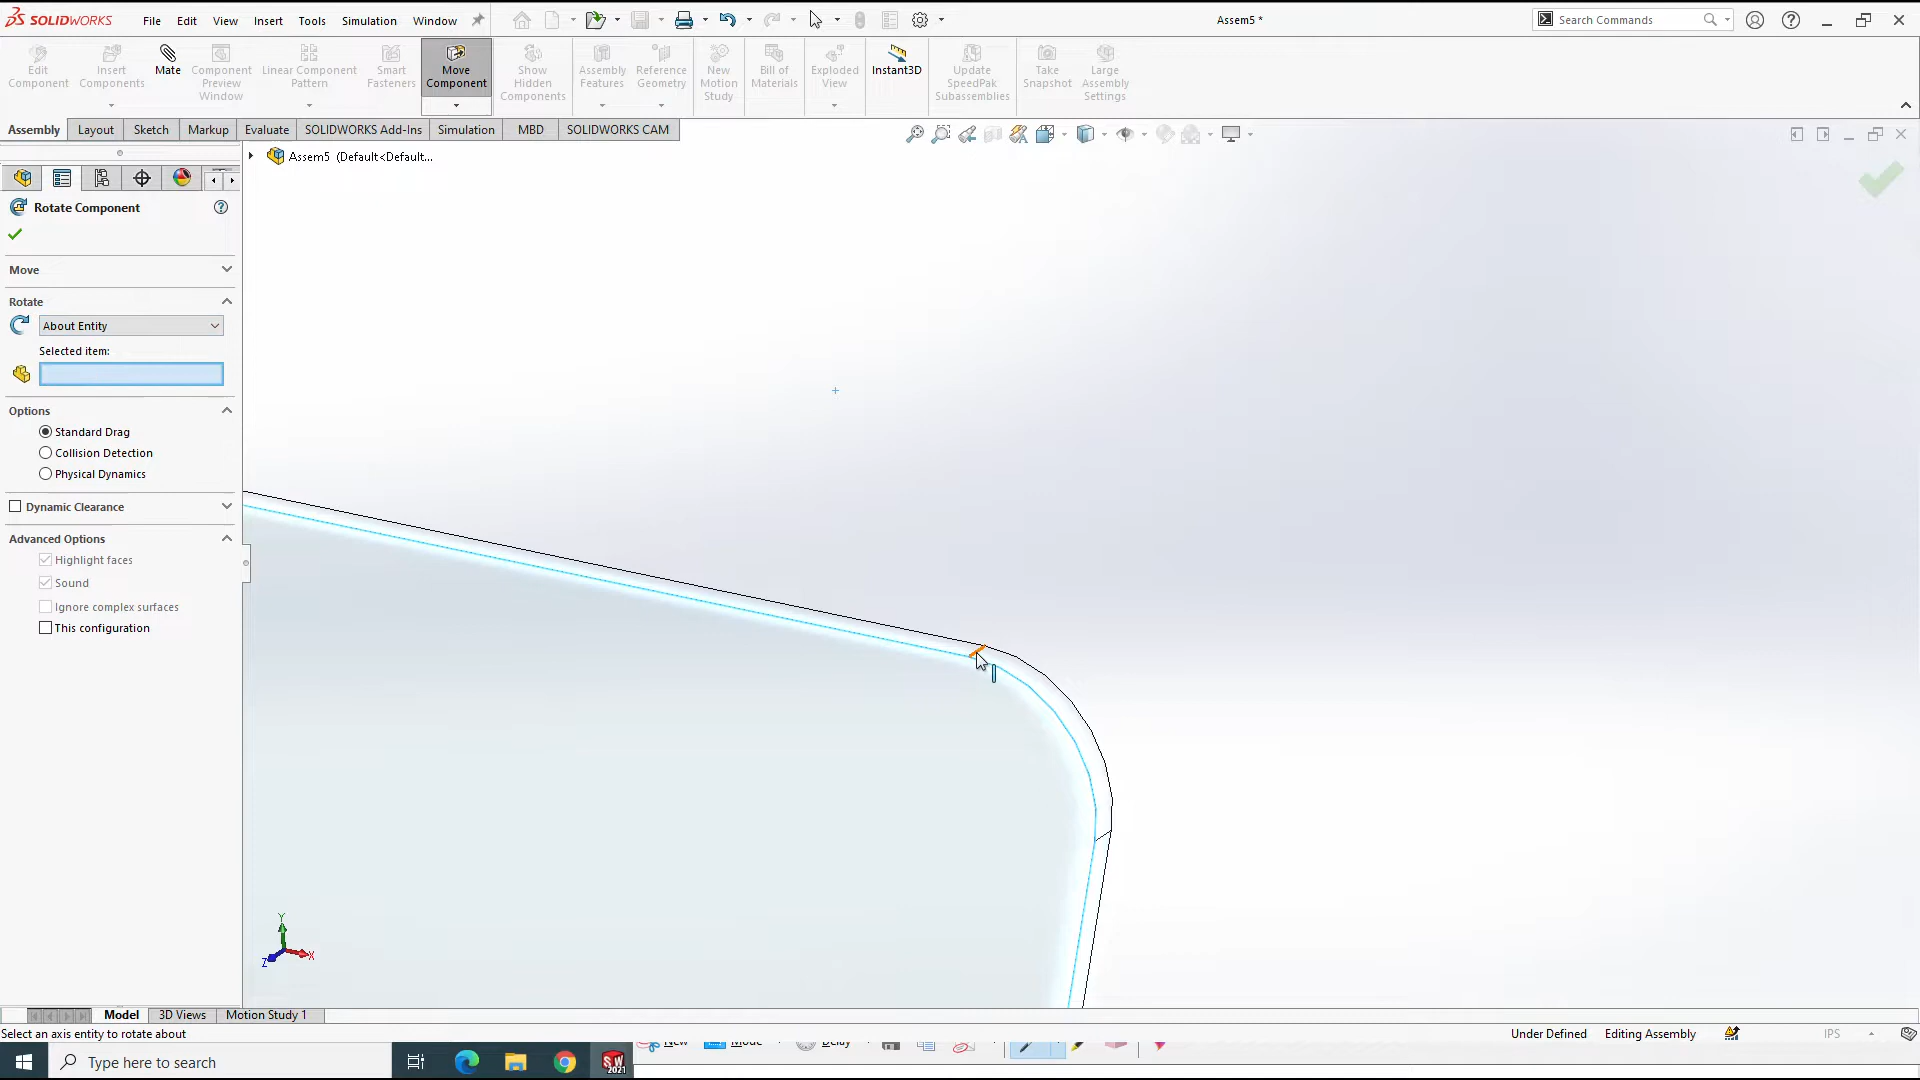 SOLIDWORKS
File
Edit
View
Insert
Tools
Simulation
Window
Assem5 *
Search Commands
Edit
Component
Insert
Components
Mate
Component
Preview
Window
Linear Component
Pattern
Smart
Fasteners
Move
Component
Show
Hidden
Components
Assembly
Features
Reference
Geometry
New
Motion
Study
Bill of
Materials
Exploded
View
Instant3D
Update
SpeedPak
Subassemblies
Take
Snapshot
Large
Assembly
Settings
Assembly
Layout
Sketch
Markup
Evaluate
SOLIDWORKS Add-Ins
Simulation
MBD
SOLIDWORKS CAM
Assem5 (Default<Default...
Rotate Component
Move
Rotate
About Entity
Selected item:
Options
Standard Drag
Collision Detection
Physical Dynamics
Dynamic Clearance
Advanced Options
Highlight faces
Sound
Ignore complex surfaces
This configuration
Y
X
Z
Model
3D Views
Motion Study 1
Select an axis entity to rotate about
Under Defined
Editing Assembly
IPS
Type here to search
SW
2021
New
Mode
Delay